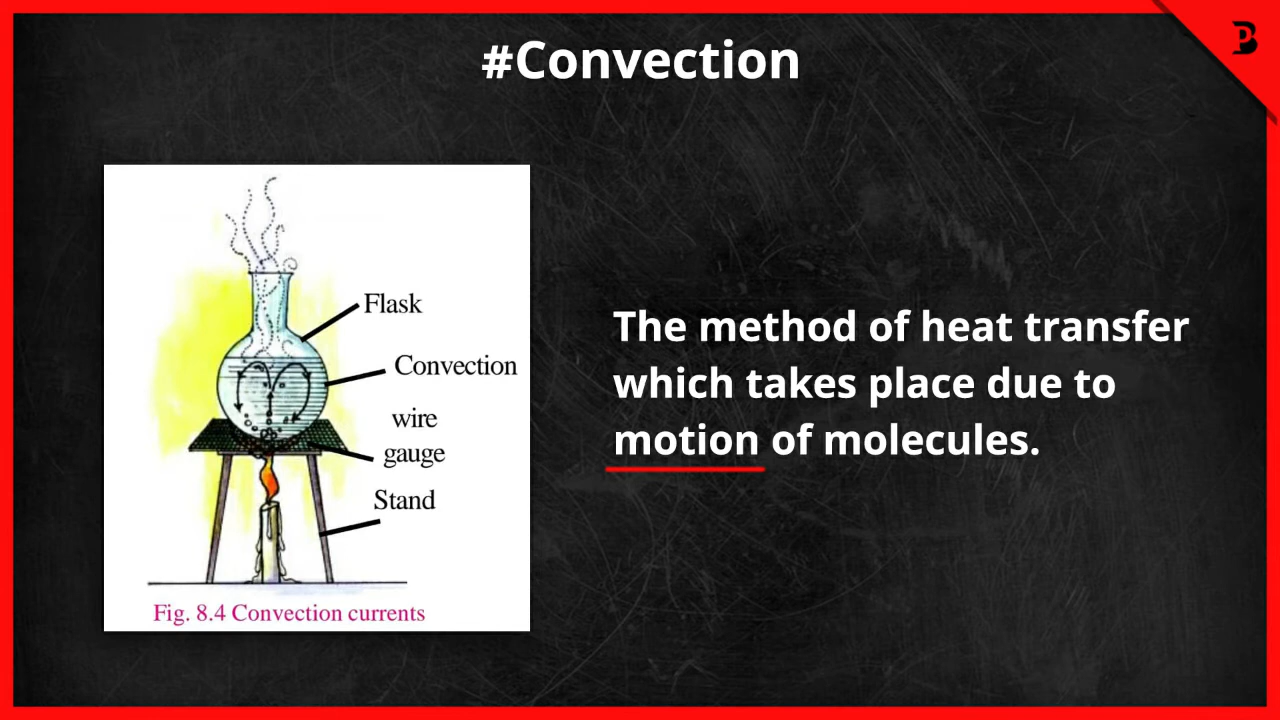 #Convection
Flask
Convection
wire
gauge
Stand
Fig. 8.4 Convection currents
The method of heat transfer
which takes place due to
motion of molecules.